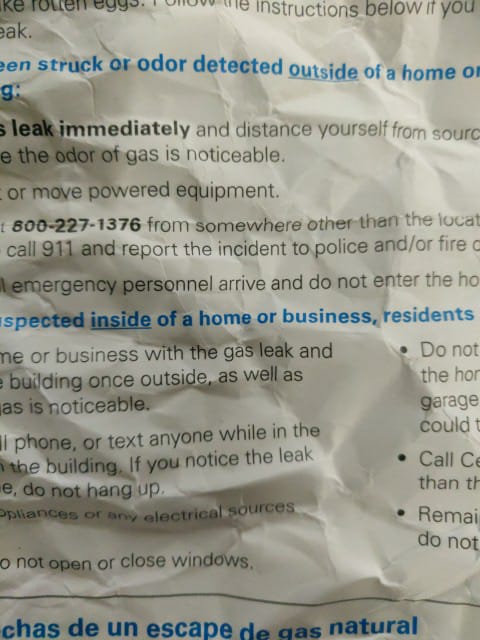 ke rotten eggs. Follow the instructions below if you
eak.
een struck or odor detected outside of a home or
g:
s leak immediately and distance yourself from sourc
e the odor of gas is noticeable.
t or move powered equipment.
t 800-227-1376 from somewhere other than the locat
call 911 and report the incident to police and/or fire d
l emergency personnel arrive and do not enter the ho
uspected inside of a home or business, residents
me or business with the gas leak and
e building once outside, as well as
gas is noticeable.
ll phone, or text anyone while in the
n the building. If you notice the leak
ne, do not hang up.
ppliances or any electrical sources
o not open or close windows,
• Do not
the hom
garage
could t
• Call Ce
than th
• Remai
do not
chas de un escape de gas natural